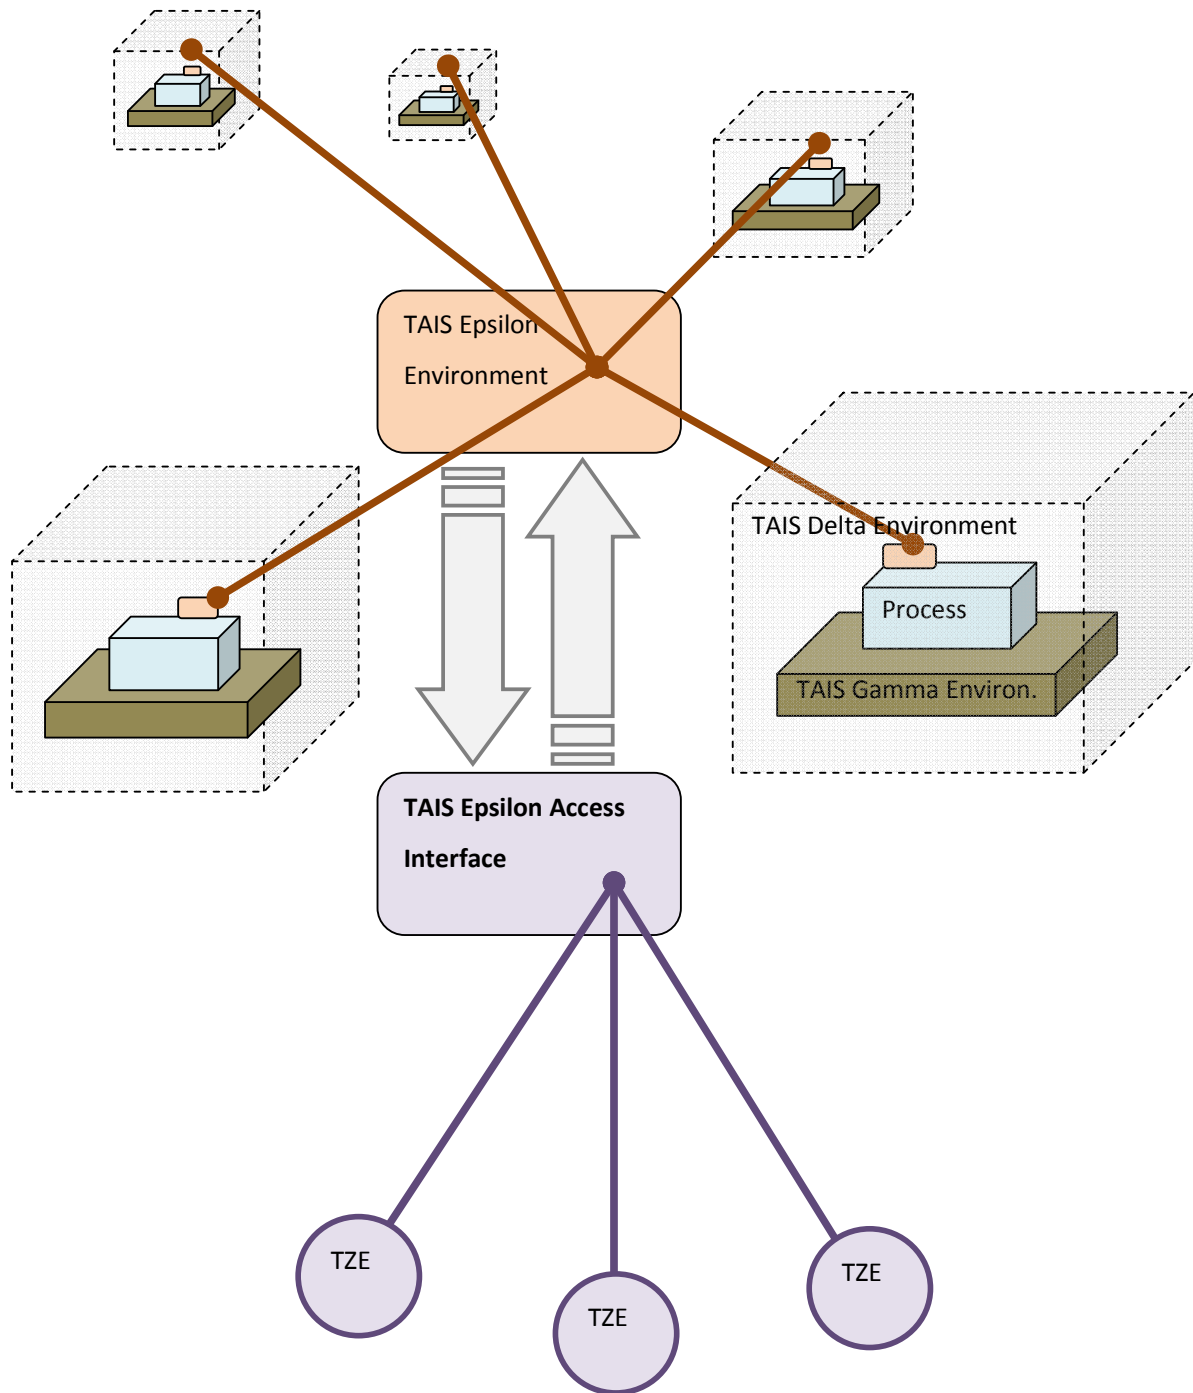 TAIS Epsilon
Environment
TAIS Delta Environment
Process
TAIS Gamma Environ.
TAIS Epsilon Access
Interface
TZE
TZE
TZE